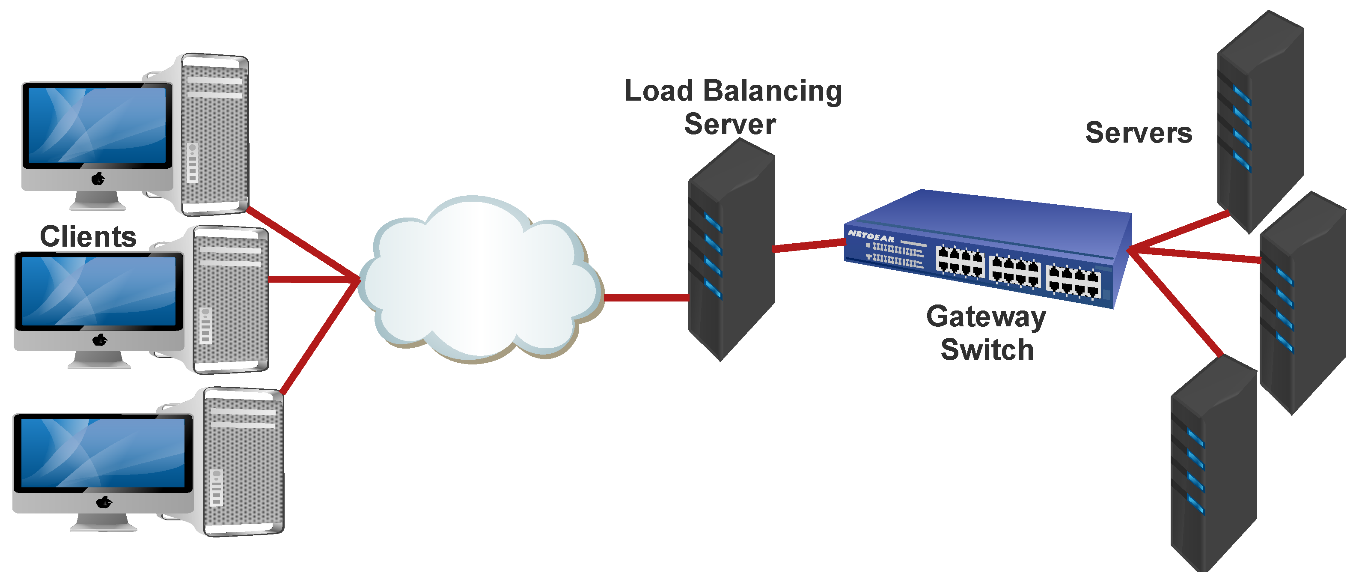 Clients
Load Balancing
Server
NETGEAR
Gateway
Switch
Servers